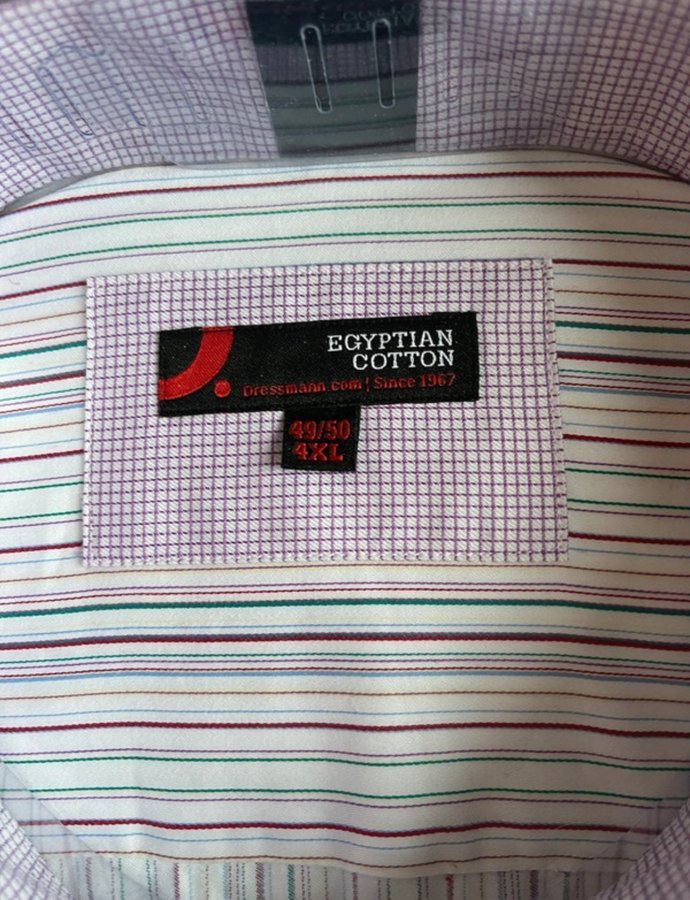 EGYPTIAN
COTTON
Dressmann.com | Since 1967
49/50
4XL